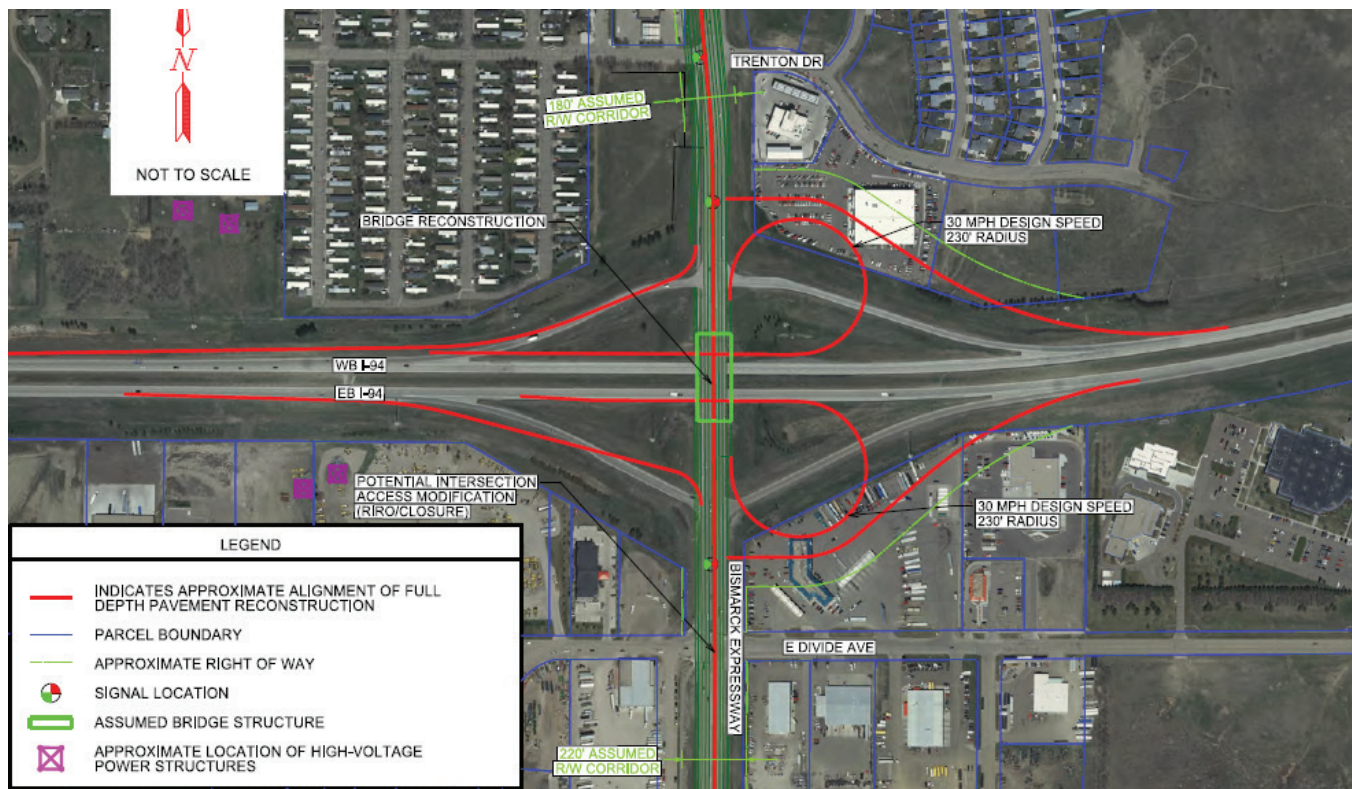 N
NOT TO SCALE
TRENTON DR
180' ASSUMED
R/W CORRIDOR
BRIDGE RECONSTRUCTION
30 MPH DESIGN SPEED
230' RADIUS
WB I-94
EB I-94
POTENTIAL INTERSECTION
ACCESS MODIFICATION
(RIRO/CLOSURE)
30 MPH DESIGN SPEED
230' RADIUS
BISMARCK EXPRESSWAY
E DIVIDE AVE
220' ASSUMED
R/W CORRIDOR
LEGEND
INDICATES APPROXIMATE ALIGNMENT OF FULL
DEPTH PAVEMENT RECONSTRUCTION
PARCEL BOUNDARY
APPROXIMATE RIGHT OF WAY
SIGNAL LOCATION
ASSUMED BRIDGE STRUCTURE
APPROXIMATE LOCATION OF HIGH-VOLTAGE
POWER STRUCTURES